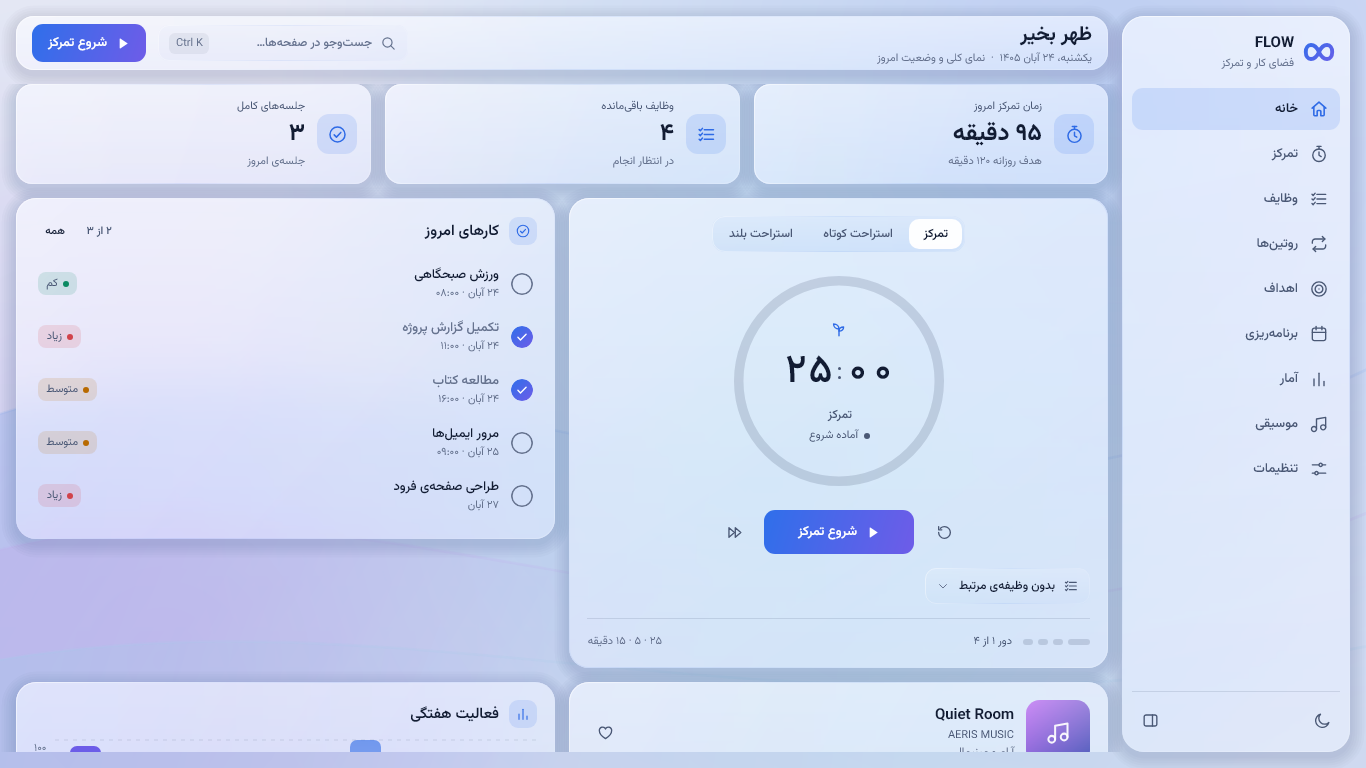 FLOW
فضای کار و تمرکز
خانه
تمرکز
وظایف
روتین‌ها
اهداف
برنامه‌ریزی
آمار
موسیقی
تنظیمات
ظهر بخیر
یکشنبه، ۲۴ آبان ۱۴۰۵ · نمای کلی و وضعیت امروز
جست‌وجو در صفحه‌ها...
Ctrl K
شروع تمرکز
زمان تمرکز امروز
۹۵ دقیقه
هدف روزانه ۱۲۰ دقیقه
وظایف باقی‌مانده
۴
در انتظار انجام
جلسه‌های کامل
۳
جلسه‌ی امروز
تمرکز
استراحت کوتاه
استراحت بلند
۲۵:۰۰
تمرکز
آماده شروع
شروع تمرکز
بدون وظیفه‌ی مرتبط
دور ۱ از ۴
۲۵ · ۵ · ۱۵ دقیقه
کارهای امروز
۲ از ۳
همه
ورزش صبحگاهی
۲۴ آبان · ۰۸:۰۰
کم
تکمیل گزارش پروژه
۲۴ آبان · ۱۱:۰۰
زیاد
مطالعه کتاب
۲۴ آبان · ۱۶:۰۰
متوسط
مرور ایمیل‌ها
۲۵ آبان · ۰۹:۰۰
متوسط
طراحی صفحه‌ی فرود
۲۷ آبان
زیاد
Quiet Room
AERIS MUSIC
فعالیت هفتگی
۱۰۰